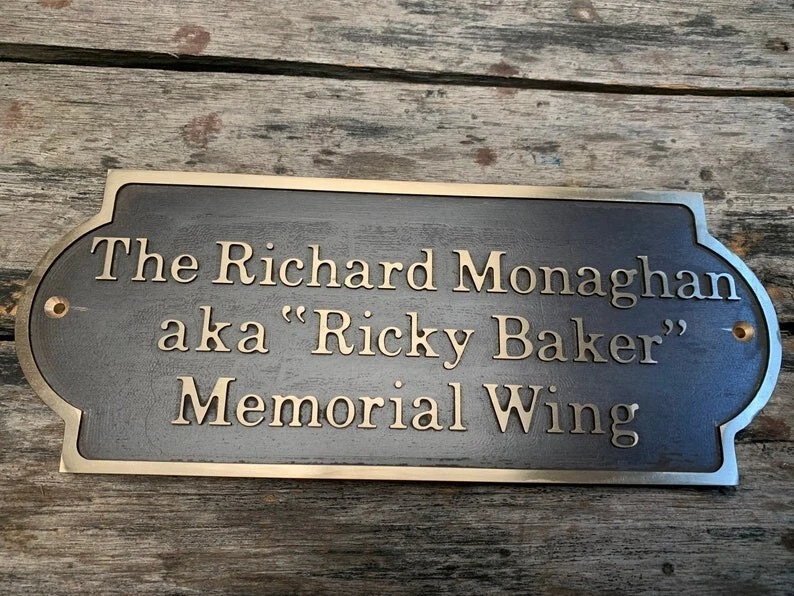 The Richard Monaghan
aka “Ricky Baker”
Memorial Wing